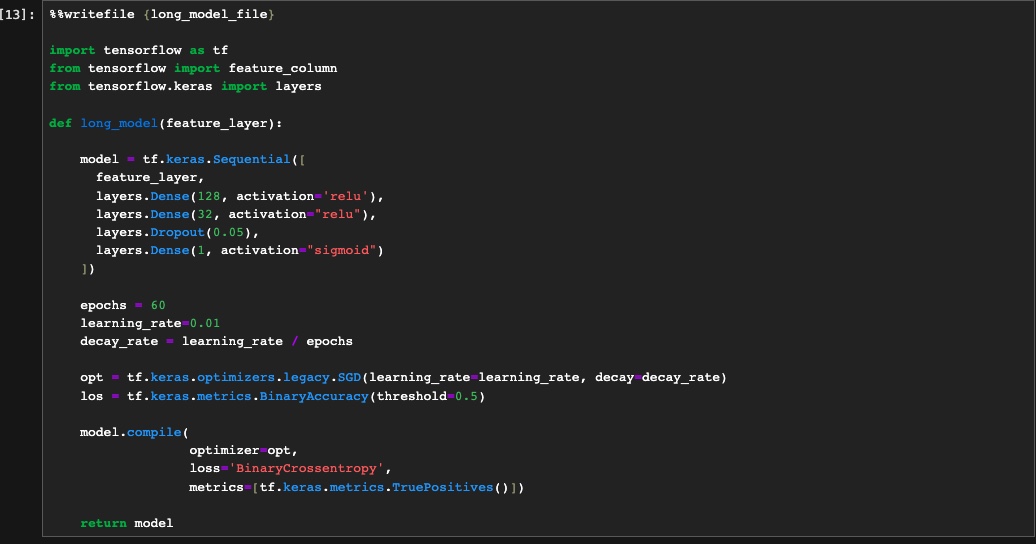 [13]: %%writefile {long_model_file}
import tensorflow as tf
from tensorflow import feature_column
from tensorflow.keras import layers
def long_model(feature_layer):
model = tf.keras.Sequential([
feature_layer,
layers.Dense(128, activation='relu'),
layers.Dense(32, activation="relu"),
layers.Dropout(0.05),
layers.Dense(1, activation="sigmoid")
])
epochs = 60
learning_rate=0.01
decay_rate = learning_rate / epochs
opt = tf.keras.optimizers.legacy.SGD(learning_rate=learning_rate, decay=decay_rate)
los = tf.keras.metrics.BinaryAccuracy(threshold=0.5)
model.compile(
optimizer=opt,
loss='BinaryCrossentropy',
metrics=[tf.keras.metrics.TruePositives()])
return model